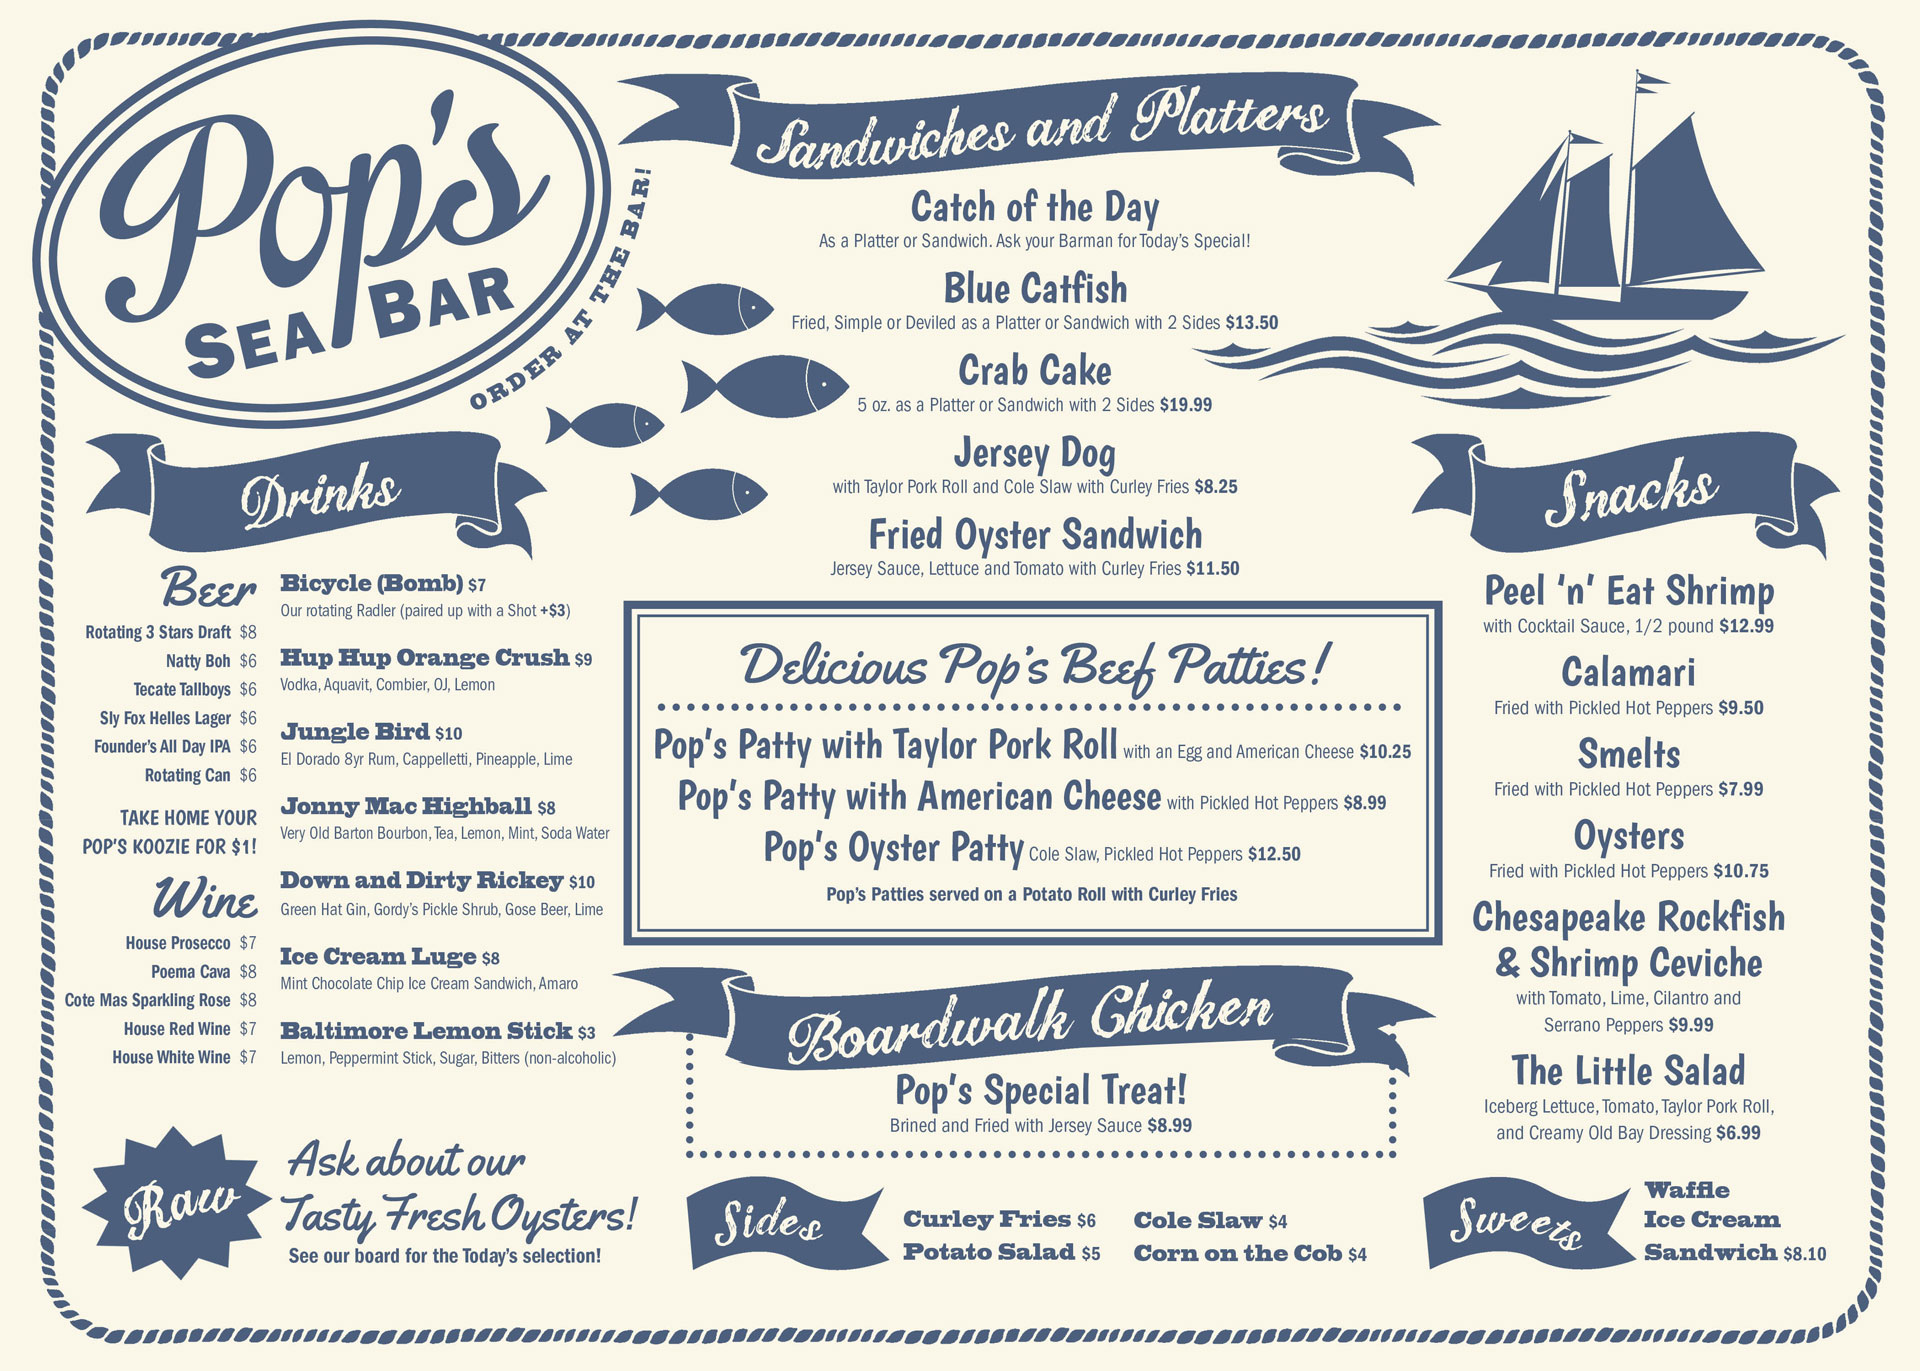 Pop's
SEA BAR
ORDER AT THE BAR!
Drinks
Beer
Rotating 3 Stars Draft $8
Natty Boh $6
Tecate Tallboys $6
Sly Fox Helles Lager $6
Founder's All Day IPA $6
Rotating Can $6
TAKE HOME YOUR
POP'S KOOZIE FOR $1!
Wine
House Prosecco $7
Poema Cava $8
Cote Mas Sparkling Rose $8
House Red Wine $7
House White Wine $7
Bicycle (Bomb) $7
Our rotating Radler (paired up with a Shot +$3)
Hup Hup Orange Crush $9
Vodka, Aquavit, Combier, OJ, Lemon
Jungle Bird $10
El Dorado 8yr Rum, Cappelletti, Pineapple, Lime
Jonny Mac Highball $8
Very Old Barton Bourbon, Tea, Lemon, Mint, Soda Water
Down and Dirty Rickey $10
Green Hat Gin, Gordy's Pickle Shrub, Gose Beer, Lime
Ice Cream Luge $8
Mint Chocolate Chip Ice Cream Sandwich, Amaro
Baltimore Lemon Stick $3
Lemon, Peppermint Stick, Sugar, Bitters (non-alcoholic)
Raw
Ask about our
Tasty Fresh Oysters!
See our board for the Today's selection!
Sandwiches and Platters
Catch of the Day
As a Platter or Sandwich. Ask your Barman for Today's Special!
Blue Catfish
Fried, Simple or Deviled as a Platter or Sandwich with 2 Sides $13.50
Crab Cake
5 oz. as a Platter or Sandwich with 2 Sides $19.99
Jersey Dog
with Taylor Pork Roll and Cole Slaw with Curley Fries $8.25
Fried Oyster Sandwich
Jersey Sauce, Lettuce and Tomato with Curley Fries $11.50
Delicious Pop's Beef Patties!
Pop's Patty with Taylor Pork Roll with an Egg and American Cheese $10.25
Pop's Patty with American Cheese with Pickled Hot Peppers $8.99
Pop's Oyster Patty Cole Slaw, Pickled Hot Peppers $12.50
Pop's Patties served on a Potato Roll with Curley Fries
Boardwalk Chicken
Pop's Special Treat!
Brined and Fried with Jersey Sauce $8.99
Sides
Curley Fries $6
Potato Salad $5
Cole Slaw $4
Corn on the Cob $4
Snacks
Peel 'n' Eat Shrimp
with Cocktail Sauce, 1/2 pound $12.99
Calamari
Fried with Pickled Hot Peppers $9.50
Smelts
Fried with Pickled Hot Peppers $7.99
Oysters
Fried with Pickled Hot Peppers $10.75
Chesapeake Rockfish
& Shrimp Ceviche
with Tomato, Lime, Cilantro and
Serrano Peppers $9.99
The Little Salad
Iceberg Lettuce, Tomato, Taylor Pork Roll,
and Creamy Old Bay Dressing $6.99
Sweets
Waffle
Ice Cream
Sandwich $8.10